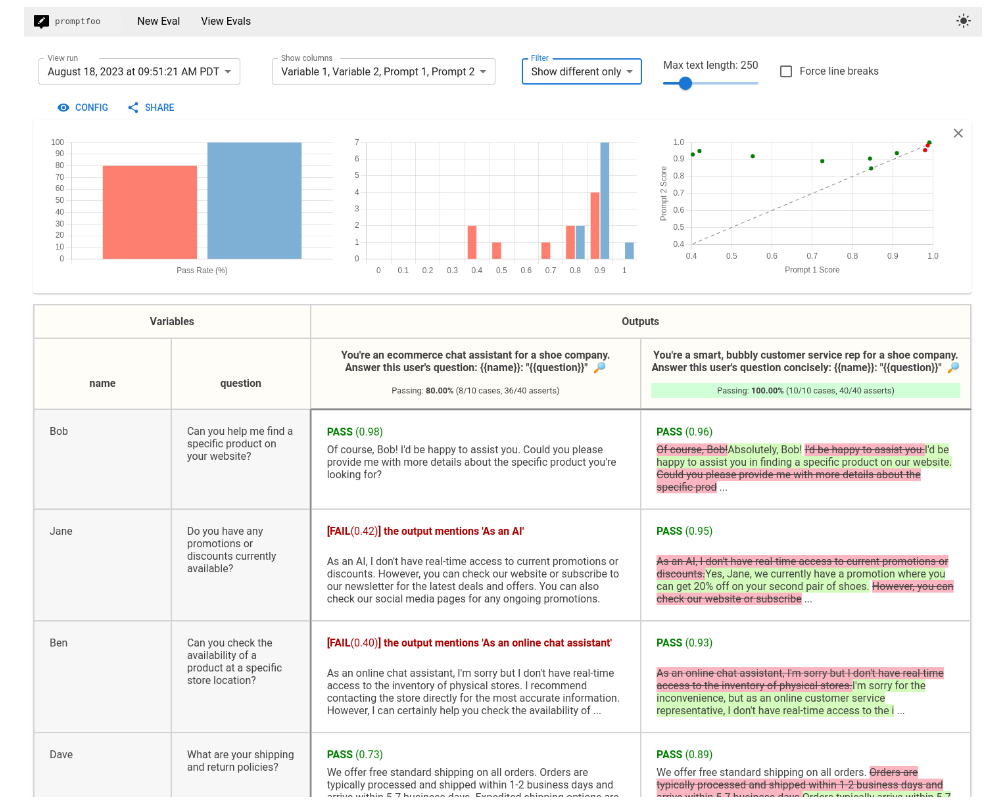 promptfoo New Eval View Evals
View run Show columns Filter
August 18, 2023 at 09:51:21 AM PDT Variable 1, Variable 2, Prompt 1, Prompt 2 Show different only Max text length: 250 Force line breaks
CONFIG SHARE
100
90
80
70
60
50
40
30
20
10
0
Pass Rate (%)
7
6
5
4
3
2
1
0
0 0.1 0.2 0.3 0.4 0.5 0.6 0.7 0.8 0.9 1
Prompt 2 Score
1.0
0.9
0.8
0.7
0.6
0.5
0.4
0.4 0.5 0.6 0.7 0.8 0.9 1.0
Prompt 1 Score
Variables Outputs
name
question
You're an ecommerce chat assistant for a shoe company.
Answer this user's question: {{name}}: "{{question}}" 🔎
Passing: 80.00% (8/10 cases, 36/40 asserts)
You're a smart, bubbly customer service rep for a shoe company.
Answer this user's question concisely: {{name}}: "{{question}}" 🔎
Passing: 100.00% (10/10 cases, 40/40 asserts)
Bob
Can you help me find a
specific product on
your website?
PASS (0.98)
Of course, Bob! I'd be happy to assist you. Could you please
provide me with more details about the specific product you're
looking for?
PASS (0.96)
Of course, Bob!Absolutely, Bob! I'd be happy to assist you.I'd be
happy to assist you in finding a specific product on our website.
Could you please provide me with more details about the
specific prod ...
Jane
Do you have any
promotions or
discounts currently
available?
[FAIL(0.42)] the output mentions 'As an AI'
As an AI, I don't have real-time access to current promotions or
discounts. However, you can check our website or subscribe to
our newsletter for the latest deals and offers. You can also
check our social media pages for any ongoing promotions.
PASS (0.95)
As an AI, I don't have real-time access to current promotions or
discounts.Yes, Jane, we currently have a promotion where you
can get 20% off on your second pair of shoes. However, you can
check our website or subscribe ...
Ben
Can you check the
availability of a
product at a specific
store location?
[FAIL(0.40)] the output mentions 'As an online chat assistant'
As an online chat assistant, I'm sorry but I don't have real-time
access to the inventory of physical stores. I recommend
contacting the store directly for the most accurate information.
However, I can certainly help you check the availability of ...
PASS (0.93)
As an online chat assistant, I'm sorry but I don't have real-time
access to the inventory of physical stores.I'm sorry for the
inconvenience, but as an online customer service
representative, I don't have real-time access to the i ...
Dave
What are your shipping
and return policies?
PASS (0.73)
We offer free standard shipping on all orders. Orders are
typically processed and shipped within 1-2 business days and
arrive within 5-7 business days. Expedited shipping options are
PASS (0.89)
We offer free standard shipping on all orders. Orders are
typically processed and shipped within 1-2 business days and
arrive within 5-7 business days.Orders typically arrive within 5-7